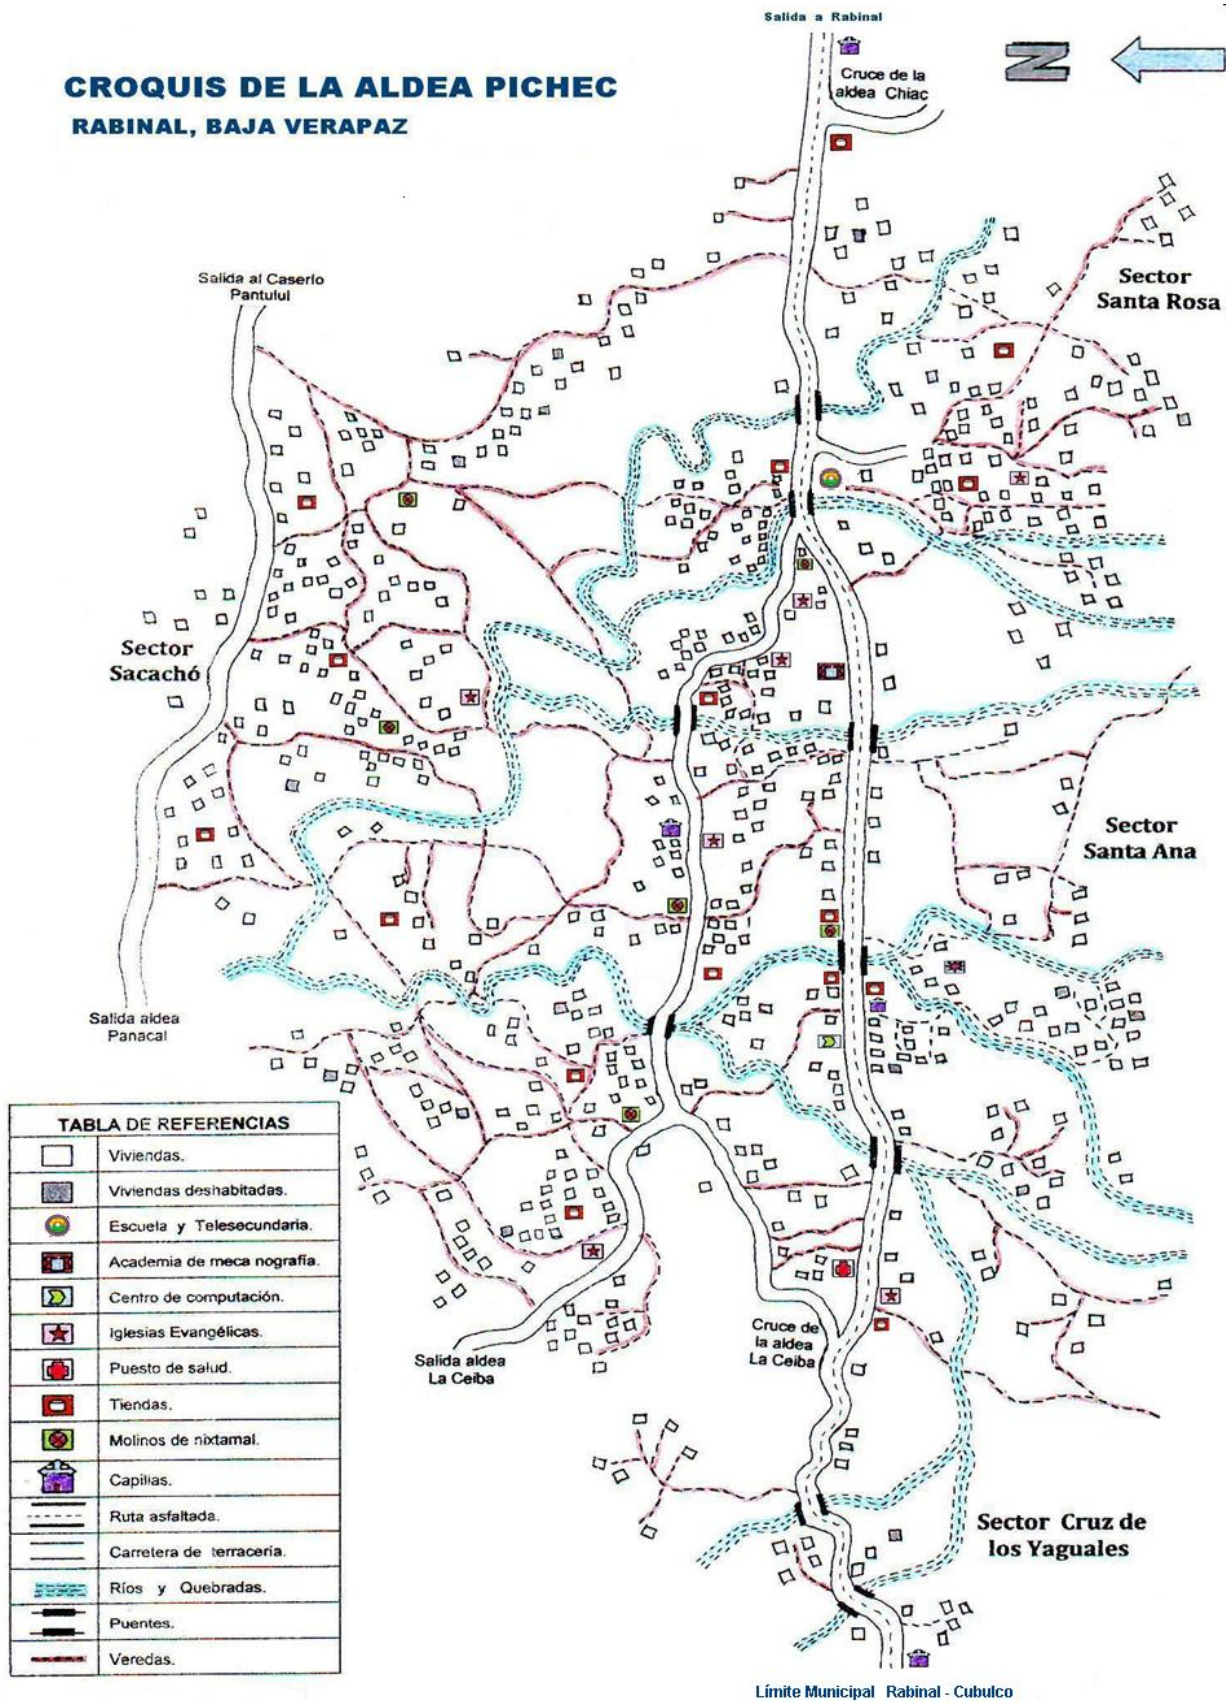 Salida a Rabinal
N
CROQUIS DE LA ALDEA PICHEC
RABINAL, BAJA VERAPAZ
Cruce de la
aldea Chiac
Salida al Caserío
Pantului
Sector
Santa Rosa
Sector
Sacachó
Sector
Santa Ana
Salida aldea
Panacal
TABLA DE REFERENCIAS
Viviendas.
Viviendas deshabitadas.
Escuela y Telesecundaria.
Academia de meca nografía.
Centro de computación.
Iglesias Evangélicas.
Puesto de salud.
Tiendas.
Molinos de nixtamal.
Capillas.
Ruta asfaltada.
Carretera de terracería.
Ríos y Quebradas.
Puentes.
Veredas.
Salida aldea
La Ceiba
Cruce de
la aldea
La Ceiba
Sector Cruz de
los Yaguales
Límite Municipal Rabinal - Cubulco